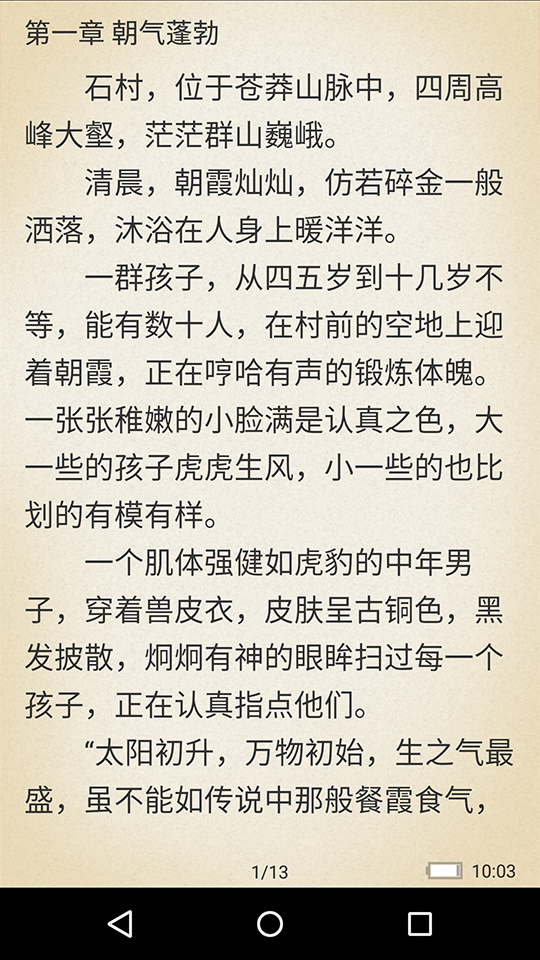 第一章 朝气蓬勃
石村，位于苍莽山脉中，四周高
峰大壑，茫茫群山巍峨。
清晨，朝霞灿灿，仿若碎金一般
洒落，沐浴在人身上暖洋洋。
一群孩子，从四五岁到十几岁不
等，能有数十人，在村前的空地上迎
着朝霞，正在哼哈有声的锻炼体魄。
一张张稚嫩的小脸满是认真之色，大
一些的孩子虎虎生风，小一些的也比
划的有模有样。
一个肌体强健如虎豹的中年男
子，穿着兽皮衣，皮肤呈古铜色，黑
发披散，炯炯有神的眼眸扫过每一个
孩子，正在认真指点他们。
“太阳初升，万物初始，生之气最
盛，虽不能如传说中那般餐霞食气，
1/13
10:03